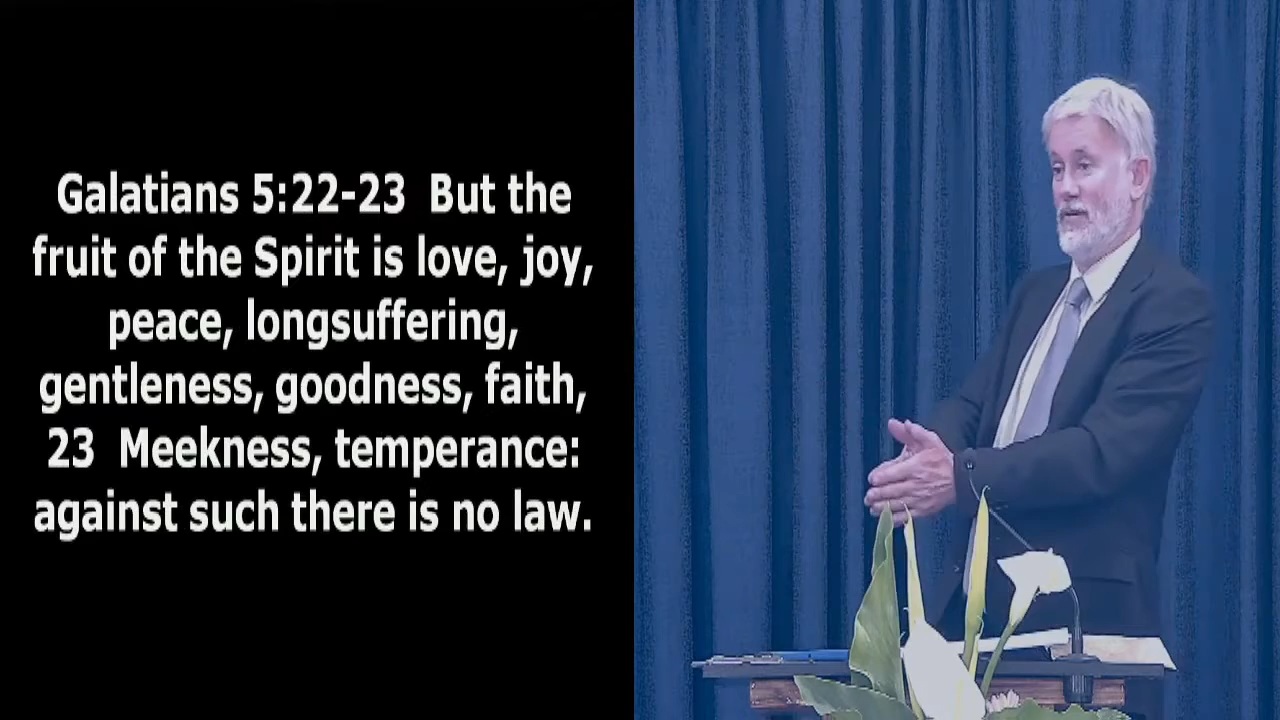 Galatians 5:22-23  But the
fruit of the Spirit is love, joy,
peace, longsuffering,
gentleness, goodness, faith,
23  Meekness, temperance:
against such there is no law.